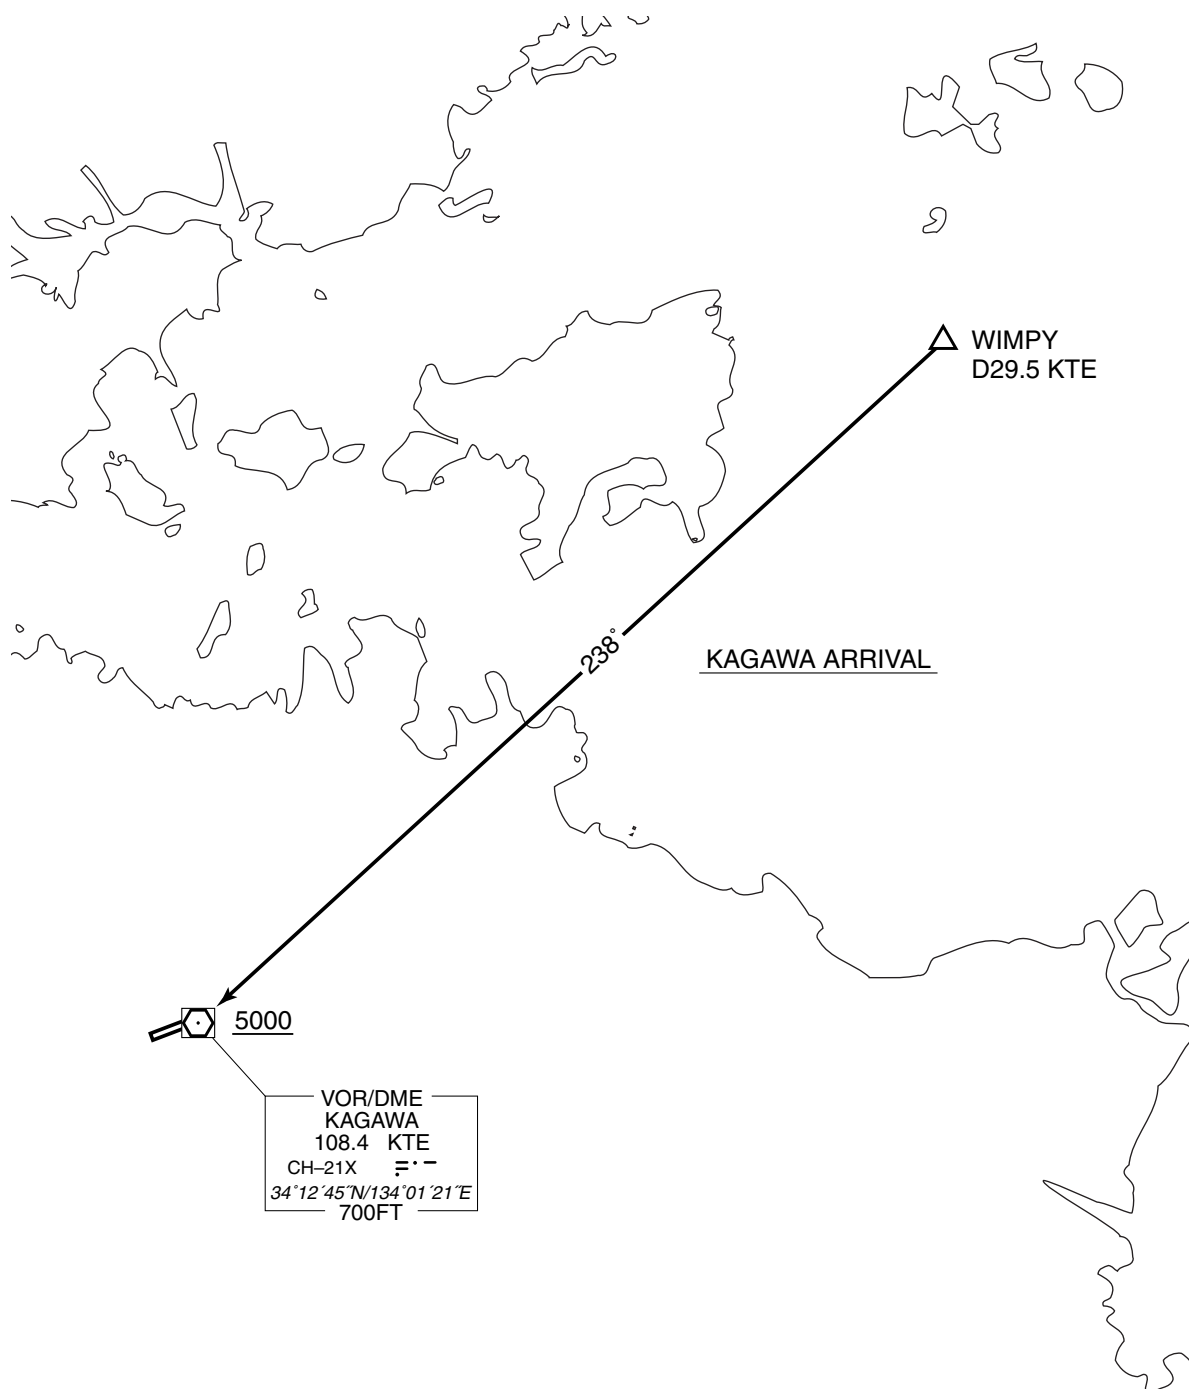 WIMPY
D29.5 KTE
238°
KAGAWA ARRIVAL
5000
VOR/DME
KAGAWA
108.4 KTE
CH–21X
34°12´45˝N/134°01´21˝E
700FT